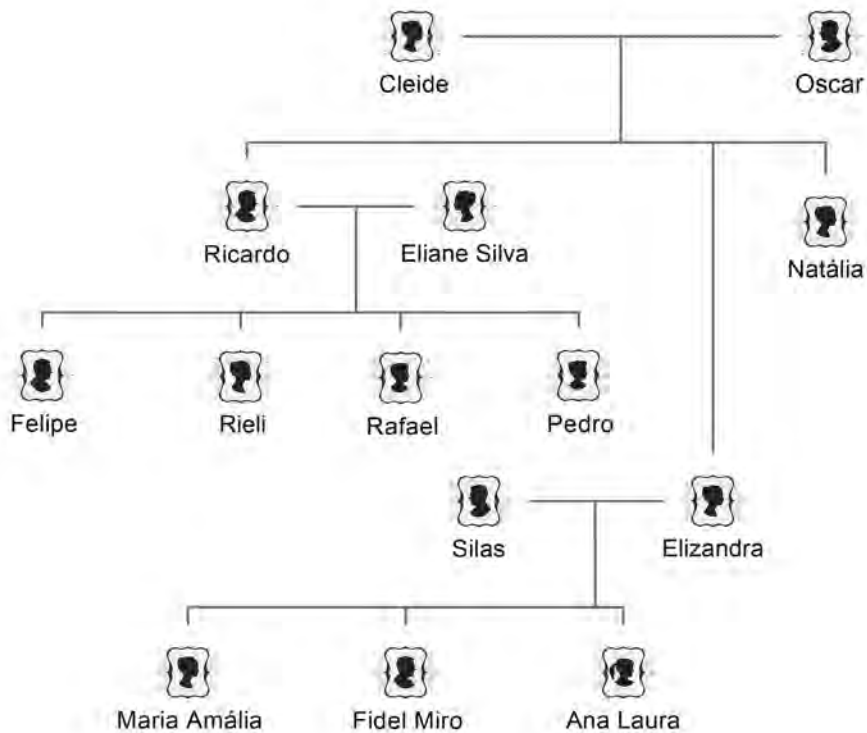 Cleide
Oscar
Ricardo
Eliane Silva
Natália
Felipe
Rieli
Rafael
Pedro
Silas
Elizandra
Maria Amália
Fidel Miro
Ana Laura